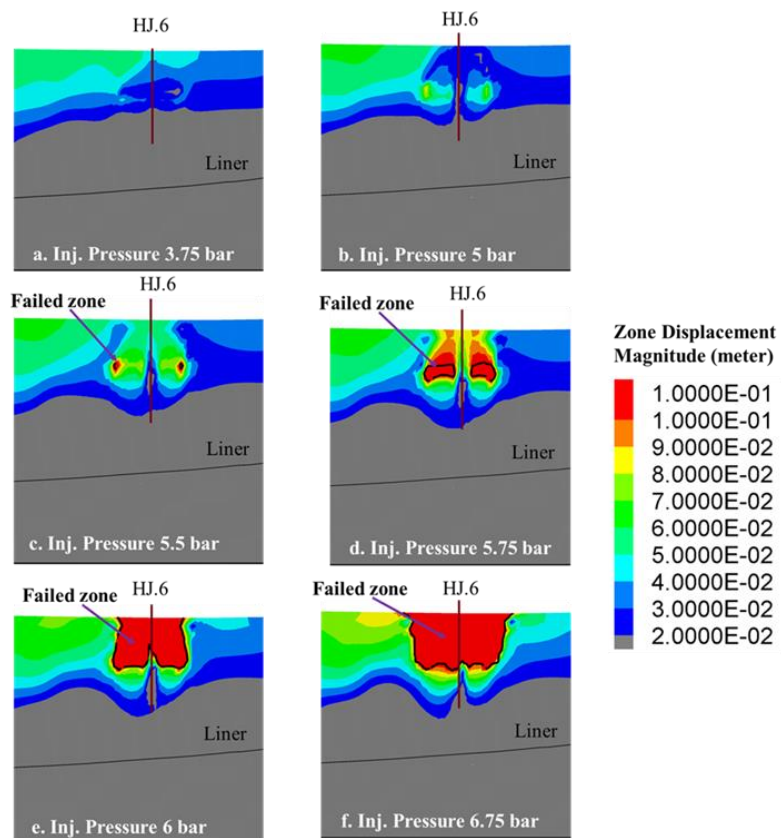 HJ.6
Liner
a. Inj. Pressure 3.75 bar
HJ.6
Liner
b. Inj. Pressure 5 bar
HJ.6
Failed zone
Liner
c. Inj. Pressure 5.5 bar
HJ.6
Failed zone
Liner
d. Inj. Pressure 5.75 bar
HJ.6
Failed zone
Liner
e. Inj. Pressure 6 bar
HJ.6
Failed zone
Liner
f. Inj. Pressure 6.75 bar
Zone Displacement
Magnitude (meter)
1.0000E-01
1.0000E-01
9.0000E-02
8.0000E-02
7.0000E-02
6.0000E-02
5.0000E-02
4.0000E-02
3.0000E-02
2.0000E-02